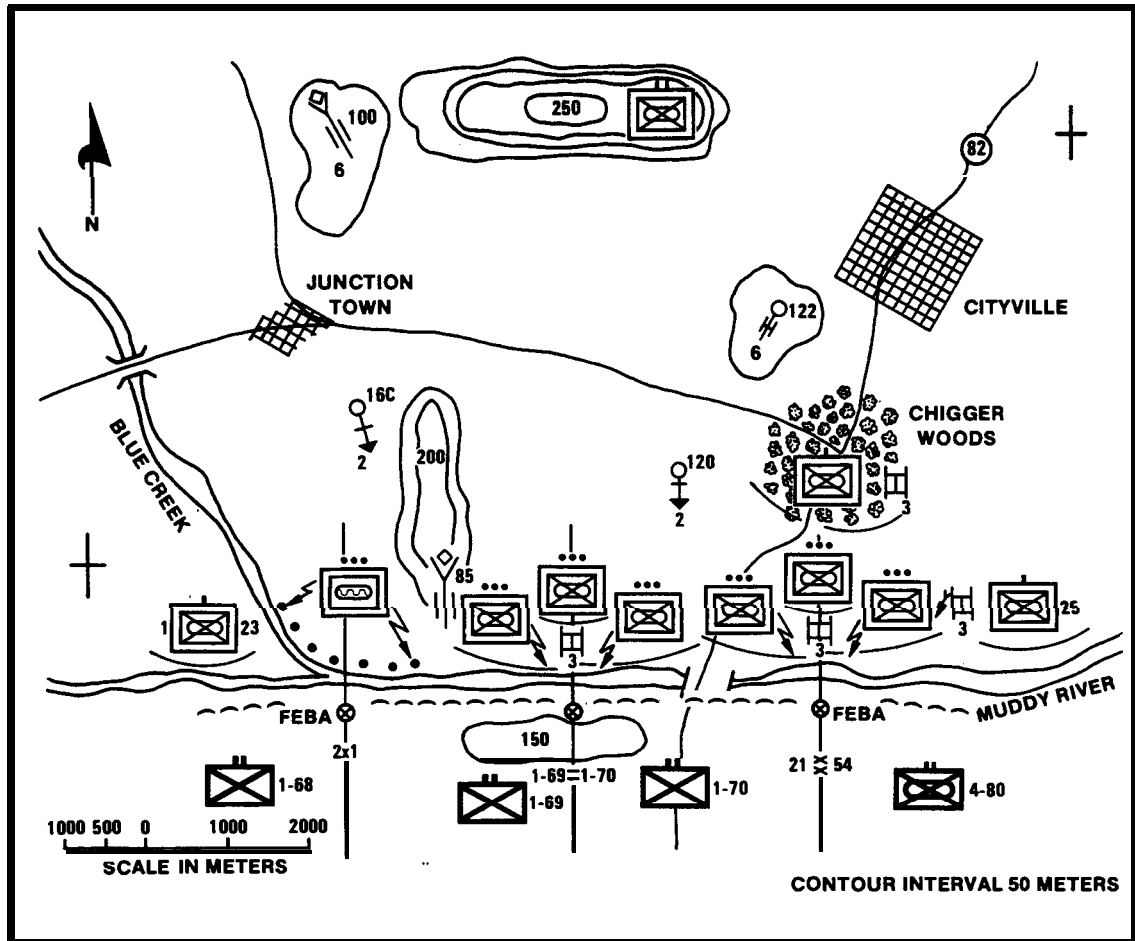 100
250
82
6
N
JUNCTION
TOWN
122
CITYVILLE
6
16C
CHIGGER
WOODS
2
200
120
BLUE CREEK
2
3
85
1
23
3
3
3
25
FEBA
FEBA
MUDDY RIVER
150
2x1
1-68
1-69=1-70
1-69
1-70
21 XX 54
4-80
1000 500 0 1000 2000
SCALE IN METERS
CONTOUR INTERVAL 50 METERS